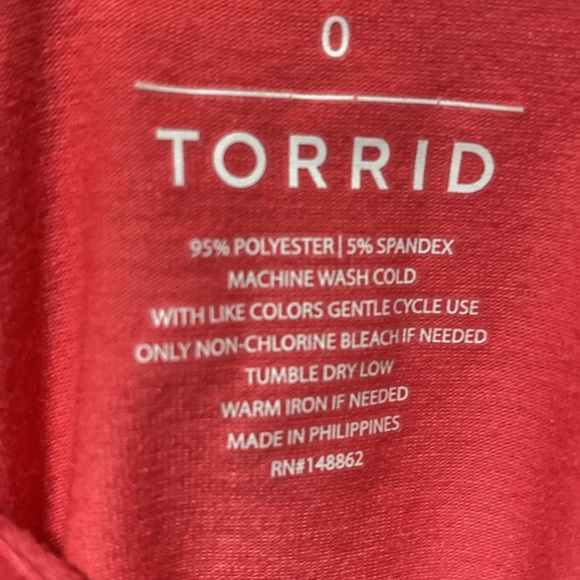 0
TORRID
95% POLYESTER | 5% SPANDEX
MACHINE WASH COLD
WITH LIKE COLORS GENTLE CYCLE USE
ONLY NON-CHLORINE BLEACH IF NEEDED
TUMBLE DRY LOW
WARM IRON IF NEEDED
MADE IN PHILIPPINES
RN#148862